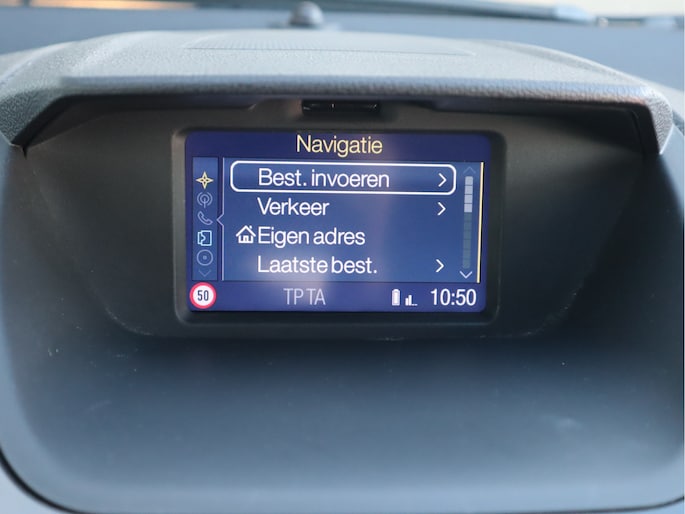 Navigatie
Best. invoeren
Verkeer
Eigen adres
Laatste best.
50 TP TA 10:50